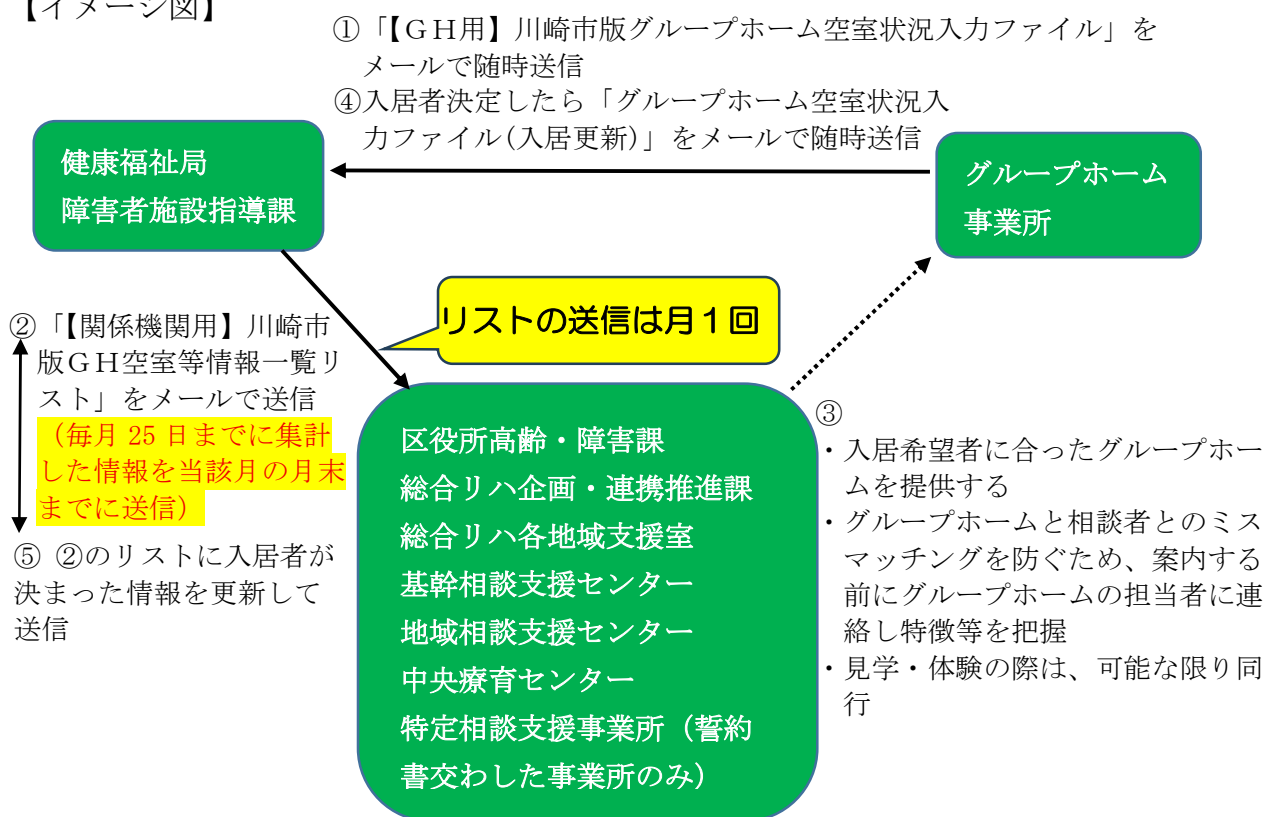 【イメージ図】
①「【ＧＨ用】川崎市版グループホーム空室状況入力ファイル」を
メールで随時送信
④入居者決定したら「グループホーム空室状況入
力ファイル(入居更新)」をメールで随時送信
健康福祉局
障害者施設指導課
グループホーム
事業所
リストの送信は月１回
②「【関係機関用】川崎市
版ＧＨ空室等情報一覧リ
スト」をメールで送信
（毎月 25 日までに集計
した情報を当該月の月末
までに送信）
⑤ ②のリストに入居者が
決まった情報を更新して
送信
区役所高齢・障害課
総合リハ企画・連携推進課
総合リハ各地域支援室
基幹相談支援センター
地域相談支援センター
中央療育センター
特定相談支援事業所（誓約
書交わした事業所のみ）
③
・入居希望者に合ったグループホー
ムを提供する
・グループホームと相談者とのミス
マッチングを防ぐため、案内する
前にグループホームの担当者に連
絡し特徴等を把握
・見学・体験の際は、可能な限り同
行